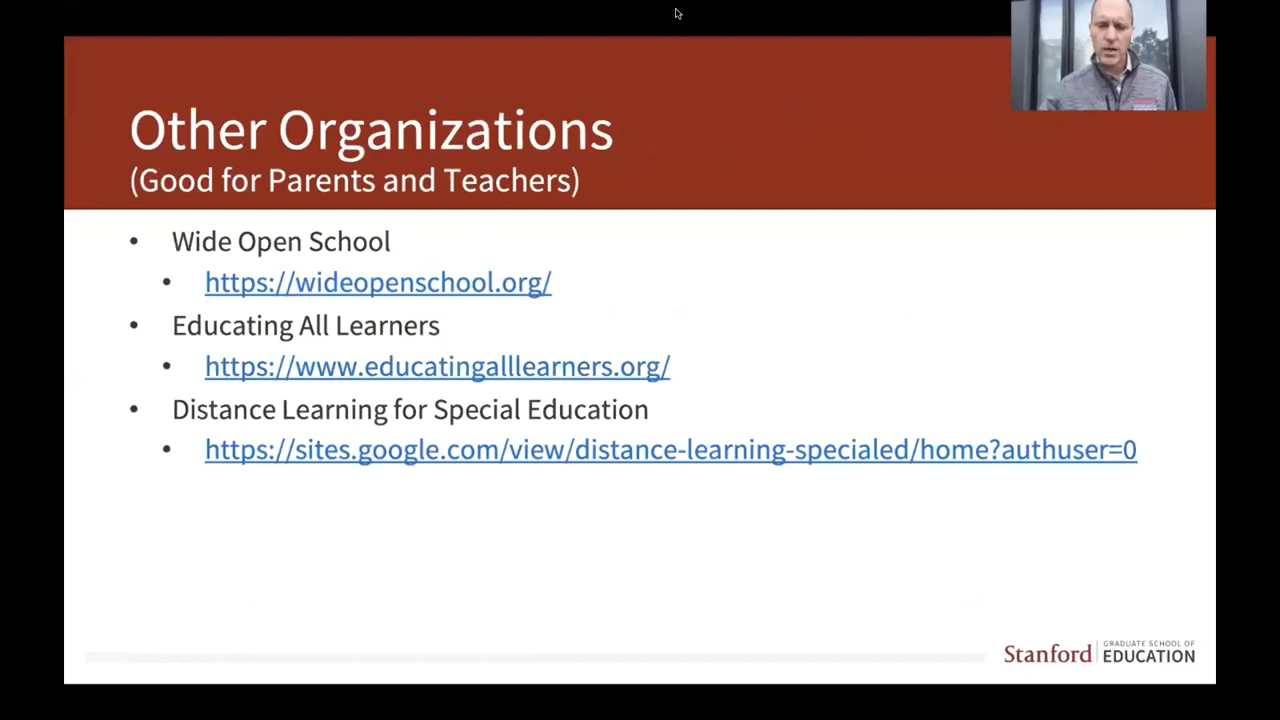 Other Organizations
(Good for Parents and Teachers)
• Wide Open School
• https://wideopenschool.org/
• Educating All Learners
• https://www.educatingalllearners.org/
• Distance Learning for Special Education
• https://sites.google.com/view/distance-learning-specialed/home?authuser=0
Stanford
GRADUATE SCHOOL OF
EDUCATION